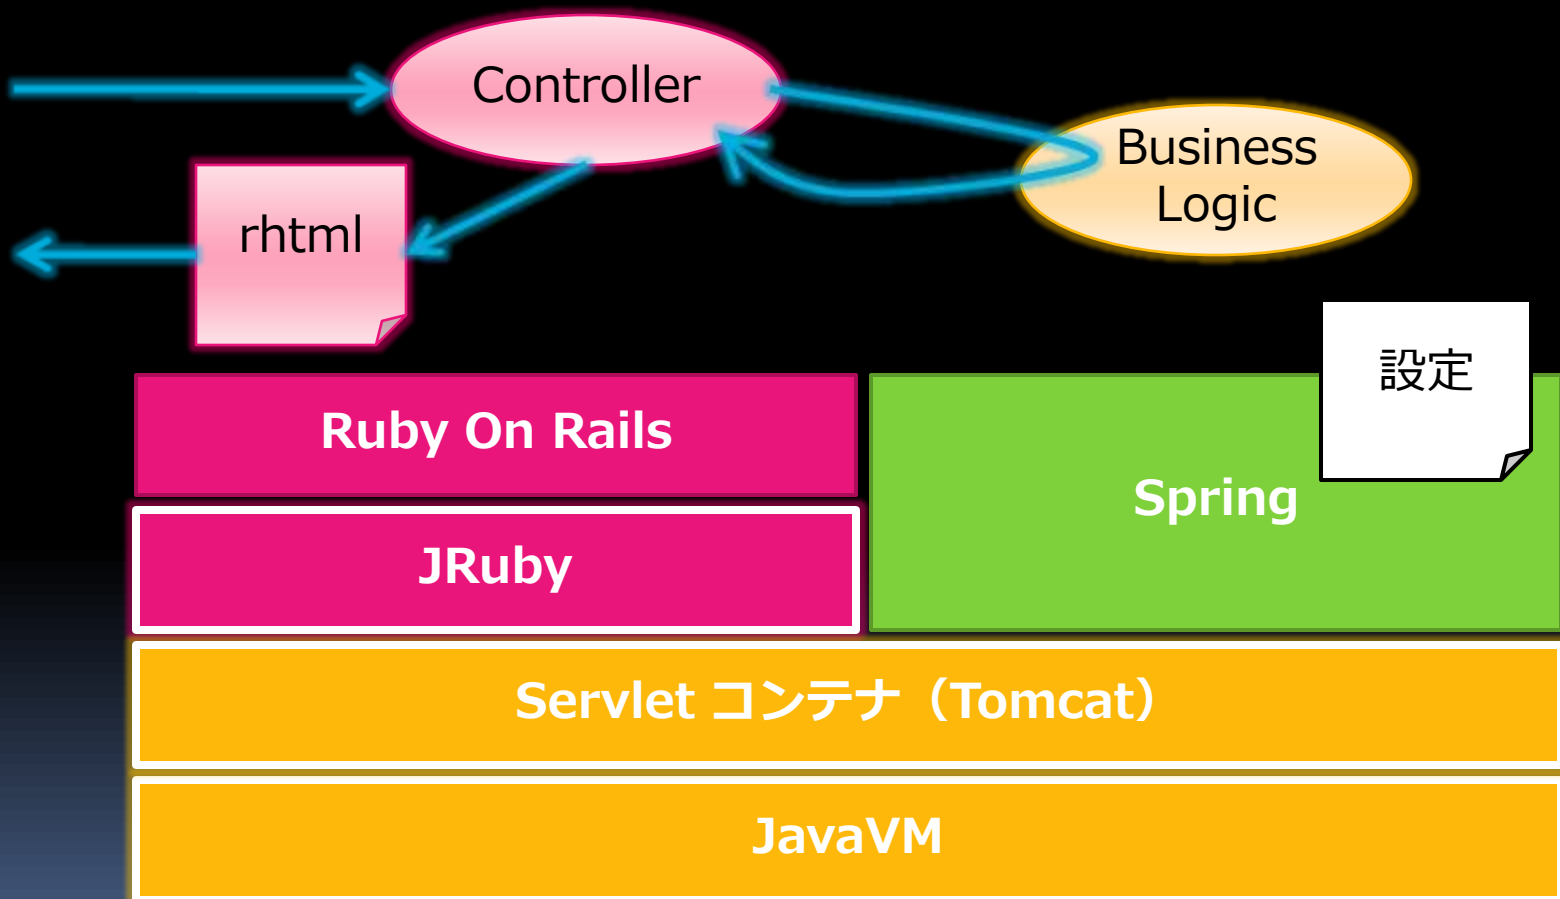 Controller
Business
Logic
rhtml
設定
Ruby On Rails
Spring
JRuby
Servlet コンテナ（Tomcat）
JavaVM